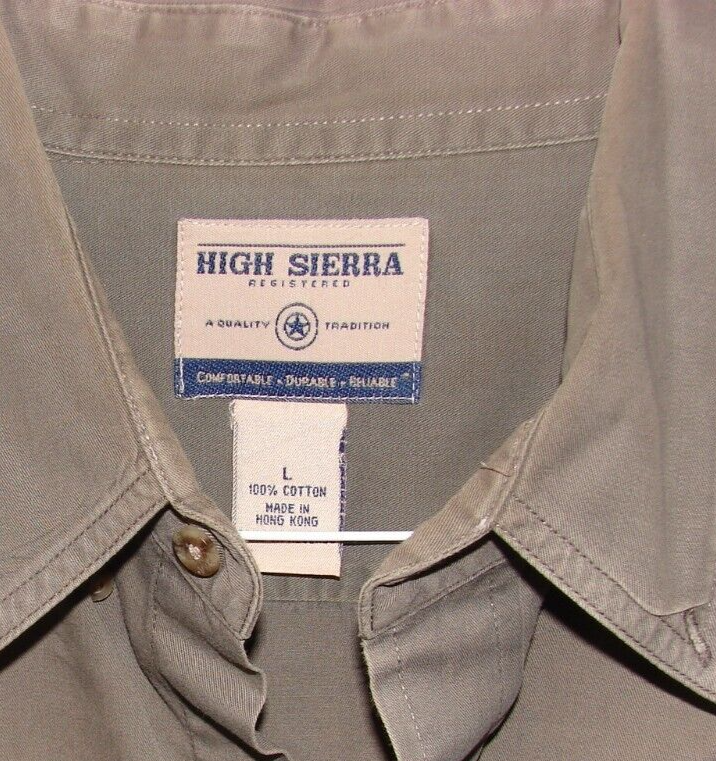 HIGH SIERRA
REGISTERED
A QUALITY TRADITION
COMFORTABLE - DURABLE - RELIABLE
L
100% COTTON
MADE IN
HONG KONG